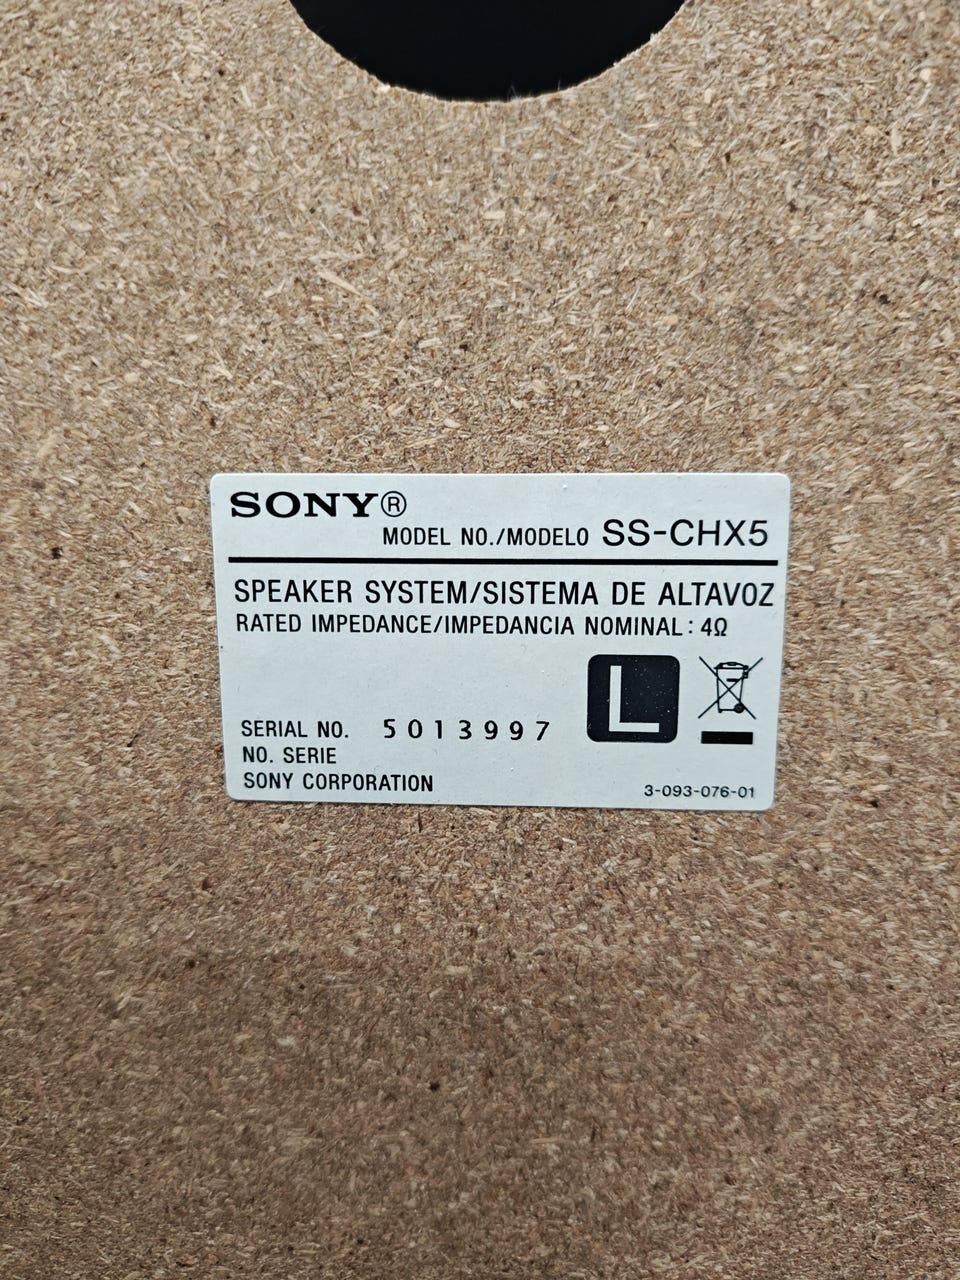 SONY®
MODEL NO./MODELO SS-CHX5
SPEAKER SYSTEM/SISTEMA DE ALTAVOZ
RATED IMPEDANCE/IMPEDANCIA NOMINAL: 4Ω
L
SERIAL NO. 5013997
NO. SERIE
SONY CORPORATION
3-093-076-01